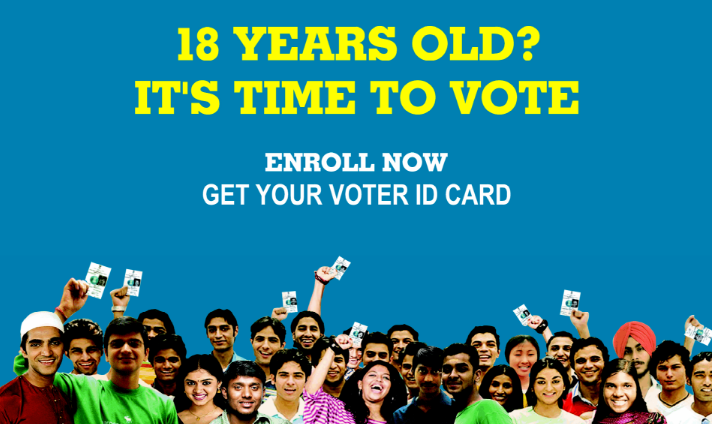 18 YEARS OLD?
IT'S TIME TO VOTE
ENROLL NOW
GET YOUR VOTER ID CARD